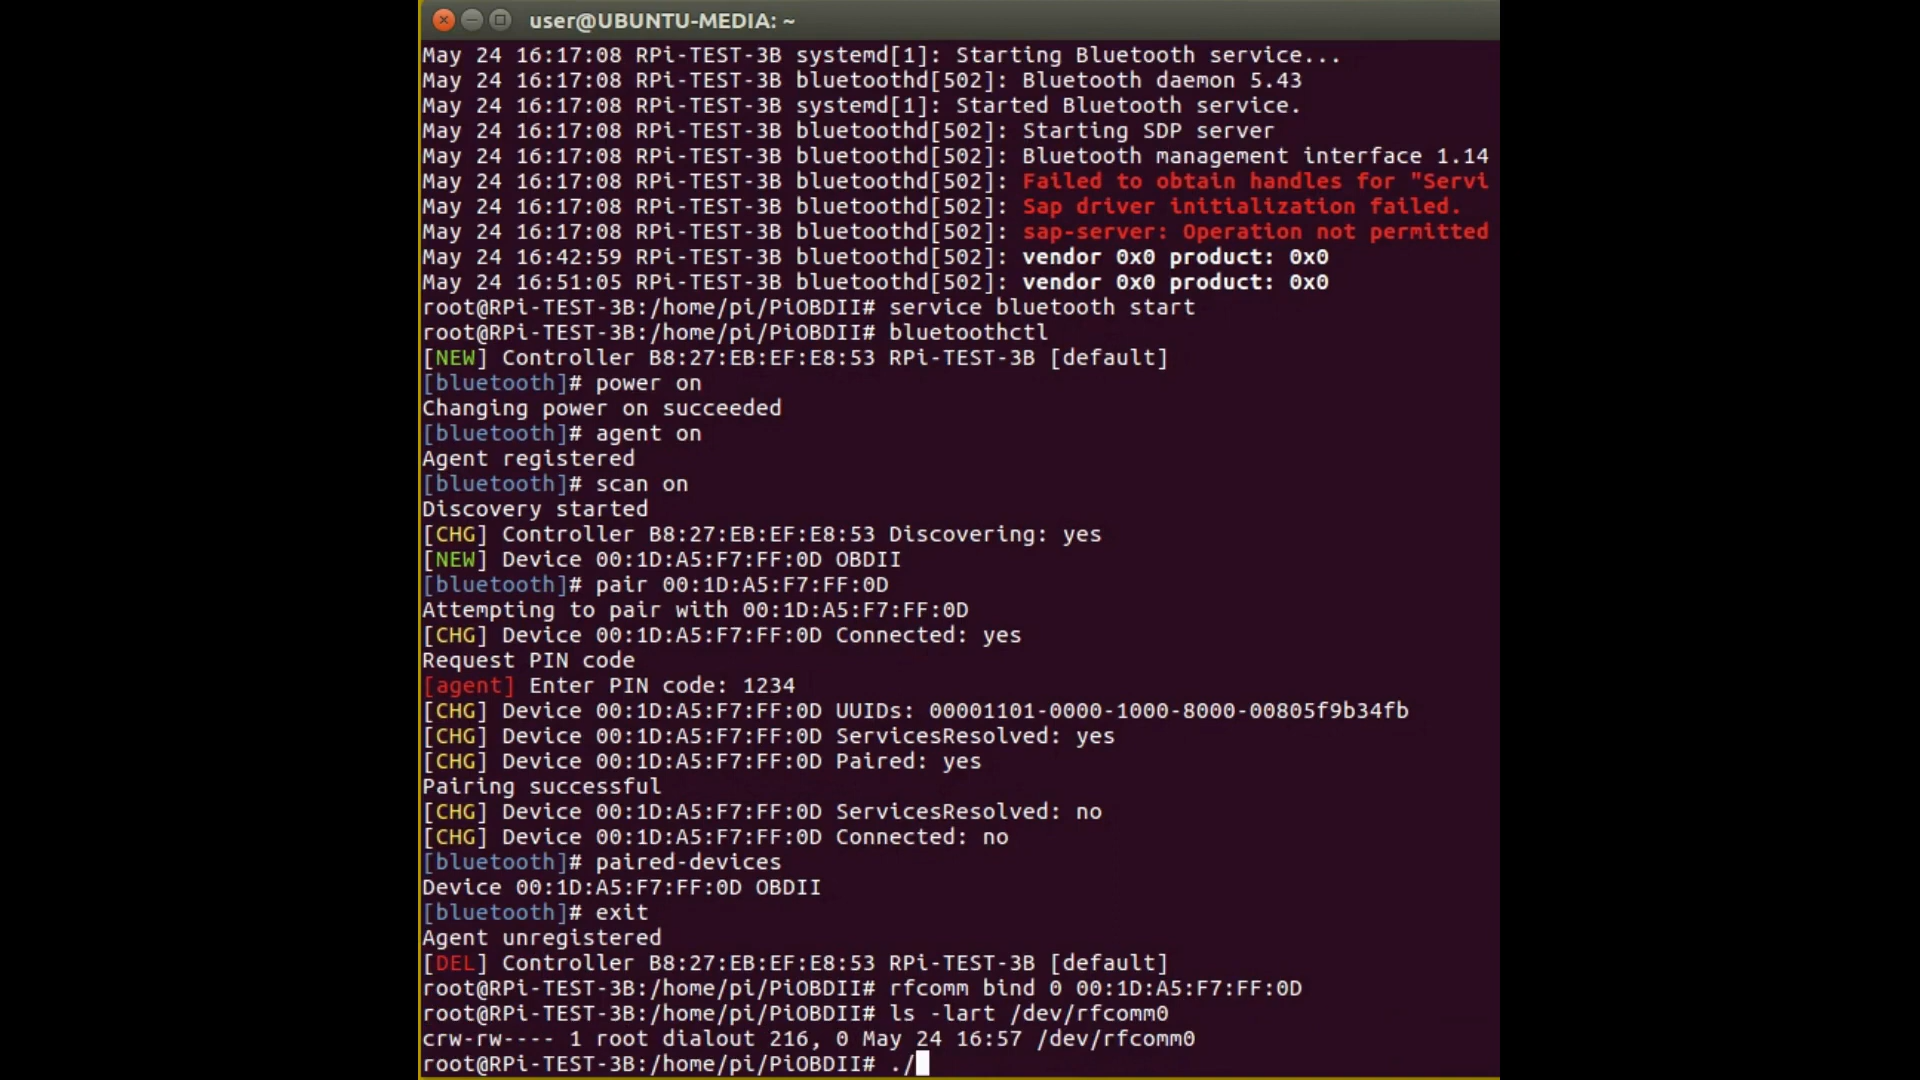 user@UBUNTU-MEDIA: ~
May 24 16:17:08 RPi-TEST-3B systemd[1]: Starting Bluetooth service...
May 24 16:17:08 RPi-TEST-3B bluetoothd[502]: Bluetooth daemon 5.43
May 24 16:17:08 RPi-TEST-3B systemd[1]: Started Bluetooth service.
May 24 16:17:08 RPi-TEST-3B bluetoothd[502]: Starting SDP server
May 24 16:17:08 RPi-TEST-3B bluetoothd[502]: Bluetooth management interface 1.14
May 24 16:17:08 RPi-TEST-3B bluetoothd[502]: Failed to obtain handles for "Servi
May 24 16:17:08 RPi-TEST-3B bluetoothd[502]: Sap driver initialization failed.
May 24 16:17:08 RPi-TEST-3B bluetoothd[502]: sap-server: Operation not permitted
May 24 16:42:59 RPi-TEST-3B bluetoothd[502]: vendor 0x0 product: 0x0
May 24 16:51:05 RPi-TEST-3B bluetoothd[502]: vendor 0x0 product: 0x0
root@RPi-TEST-3B:/home/pi/PiOBDII# service bluetooth start
root@RPi-TEST-3B:/home/pi/PiOBDII# bluetoothctl
[NEW] Controller B8:27:EB:EF:E8:53 RPi-TEST-3B [default]
[bluetooth]# power on
Changing power on succeeded
[bluetooth]# agent on
Agent registered
[bluetooth]# scan on
Discovery started
[CHG] Controller B8:27:EB:EF:E8:53 Discovering: yes
[NEW] Device 00:1D:A5:F7:FF:0D OBDII
[bluetooth]# pair 00:1D:A5:F7:FF:0D
Attempting to pair with 00:1D:A5:F7:FF:0D
[CHG] Device 00:1D:A5:F7:FF:0D Connected: yes
Request PIN code
[agent] Enter PIN code: 1234
[CHG] Device 00:1D:A5:F7:FF:0D UUIDs: 00001101-0000-1000-8000-00805f9b34fb
[CHG] Device 00:1D:A5:F7:FF:0D ServicesResolved: yes
[CHG] Device 00:1D:A5:F7:FF:0D Paired: yes
Pairing successful
[CHG] Device 00:1D:A5:F7:FF:0D ServicesResolved: no
[CHG] Device 00:1D:A5:F7:FF:0D Connected: no
[bluetooth]# paired-devices
Device 00:1D:A5:F7:FF:0D OBDII
[bluetooth]# exit
Agent unregistered
[DEL] Controller B8:27:EB:EF:E8:53 RPi-TEST-3B [default]
root@RPi-TEST-3B:/home/pi/PiOBDII# rfcomm bind 0 00:1D:A5:F7:FF:0D
root@RPi-TEST-3B:/home/pi/PiOBDII# ls -lart /dev/rfcomm0
crw-rw---- 1 root dialout 216, 0 May 24 16:57 /dev/rfcomm0
root@RPi-TEST-3B:/home/pi/PiOBDII# ./